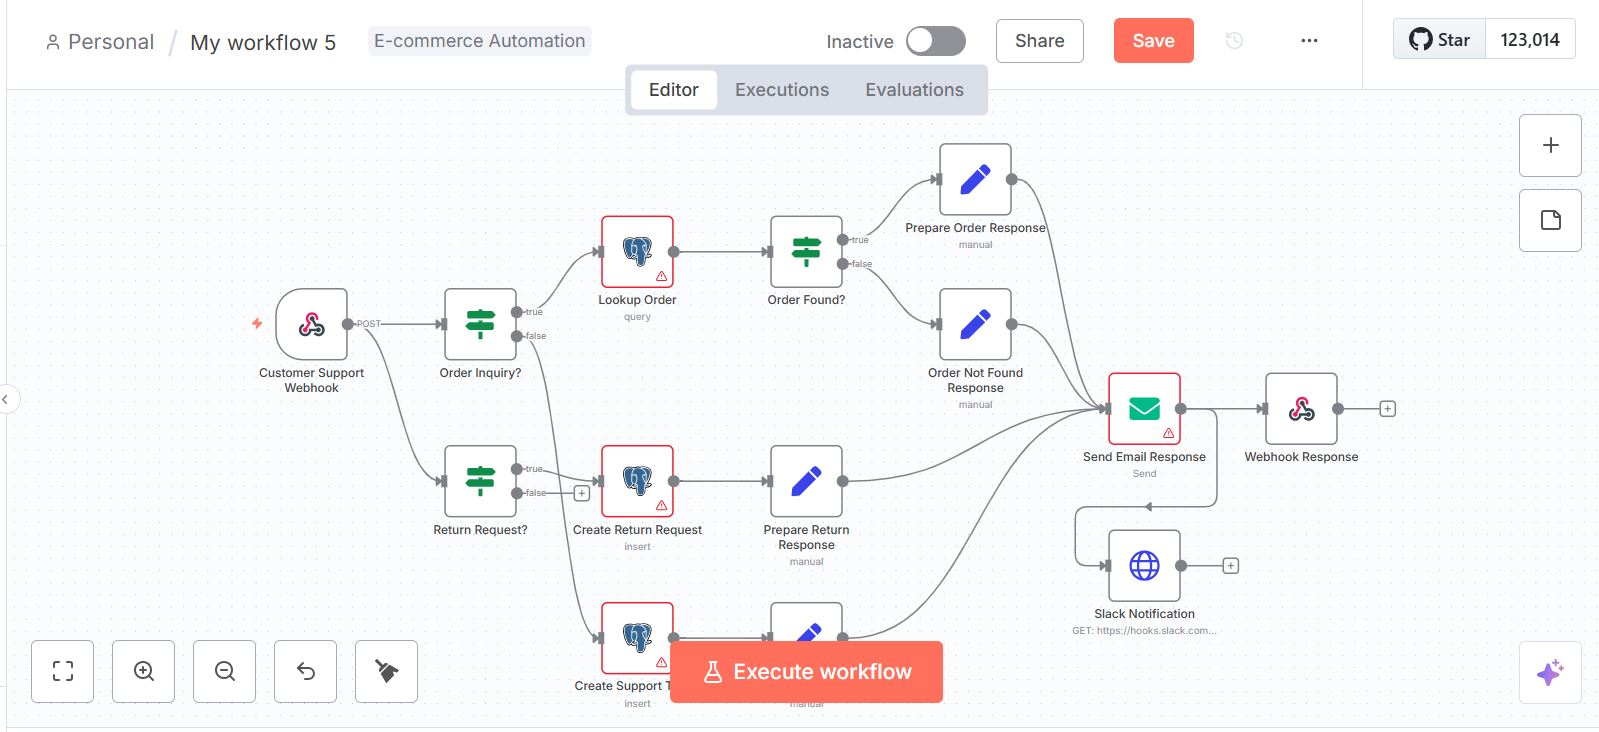 Personal / My workflow 5
E-commerce Automation
Inactive
Share
Save
Star
123,014
Editor
Executions
Evaluations
Prepare Order Response
manual
true
false
Lookup Order
query
Order Found?
POST
true
false
Customer Support
Webhook
Order Inquiry?
Order Not Found
Response
manual
Send Email Response
Send
Webhook Response
true
false
Return Request?
Create Return Request
insert
Prepare Return
Response
manual
Slack Notification
GET: https://hooks.slack.com...
Create Support
insert
manual
Execute workflow